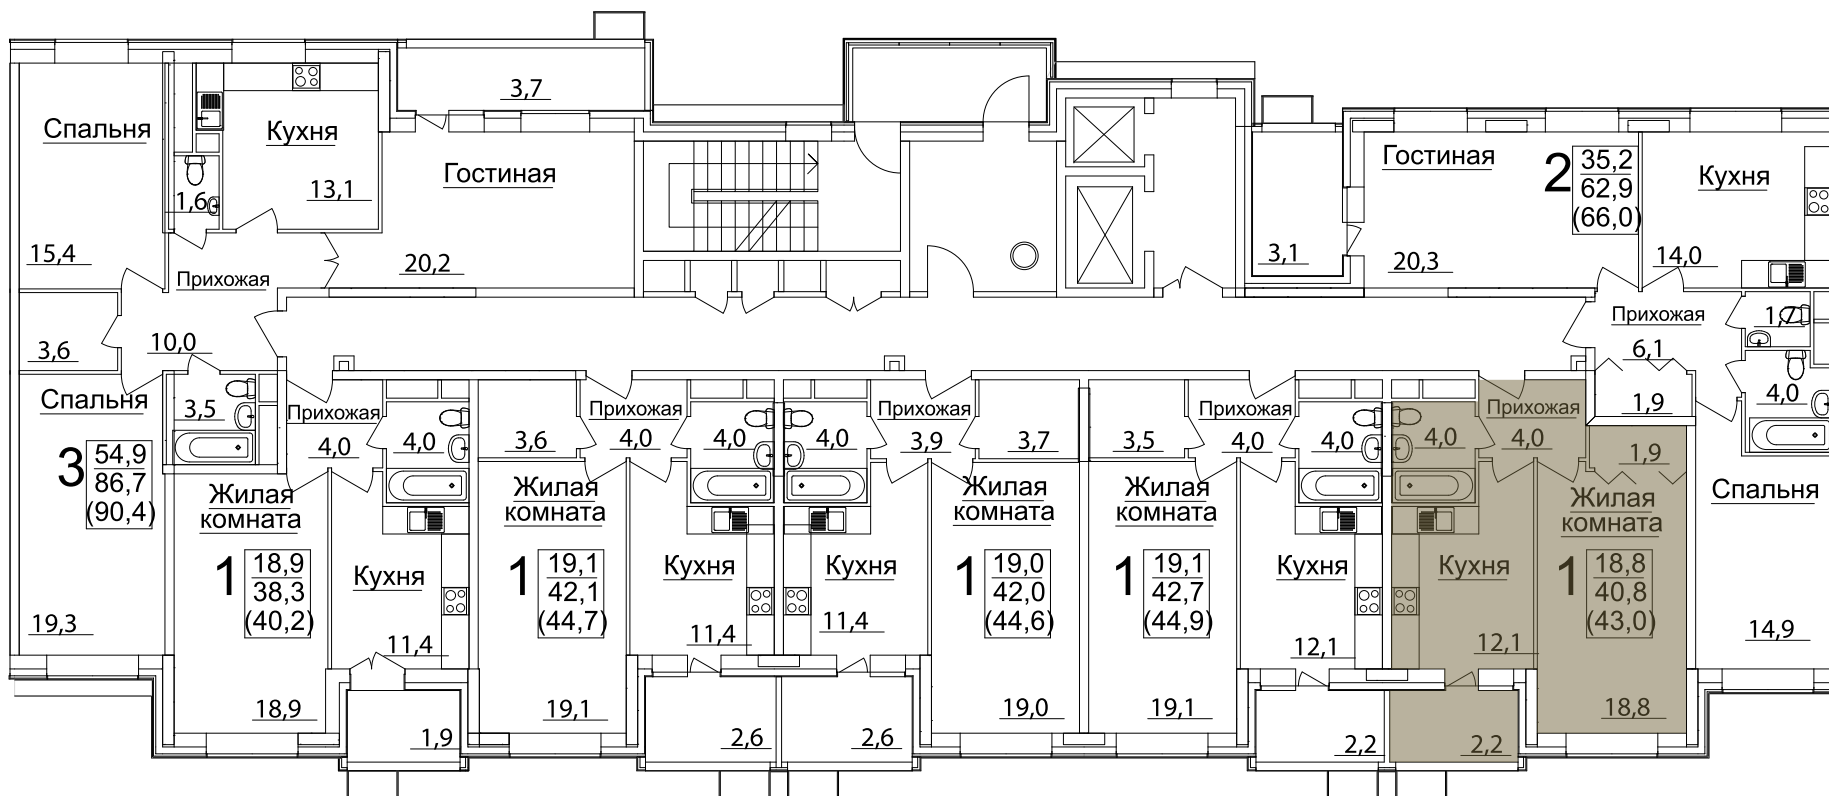 3,7
Спальня
Кухня
Гостиная
1,6
13,1
15,4
20,2
Прихожая
3,6
10,0
Гостиная
2
35,2
62,9
(66,0)
Кухня
3,1
20,3
14,0
Прихожая
1,7
6,1
1,9
4,0
Спальня
3,5
3
54,9
86,7
(90,4)
19,3
Прихожая
4,0
4,0
Жилая
комната
1
18,9
38,3
(40,2)
Кухня
11,4
18,9
1,9
3,6
Прихожая
4,0
4,0
Жилая
комната
1
19,1
42,1
(44,7)
Кухня
11,4
19,1
2,6
4,0
Прихожая
3,9
3,7
Жилая
комната
Кухня
1
19,0
42,0
(44,6)
11,4
19,0
2,6
3,5
Прихожая
4,0
4,0
Жилая
комната
1
19,1
42,7
(44,9)
Кухня
12,1
19,1
2,2
4,0
Прихожая
4,0
1,9
Жилая
комната
Кухня
1
18,8
40,8
(43,0)
12,1
18,8
2,2
Спальня
14,9